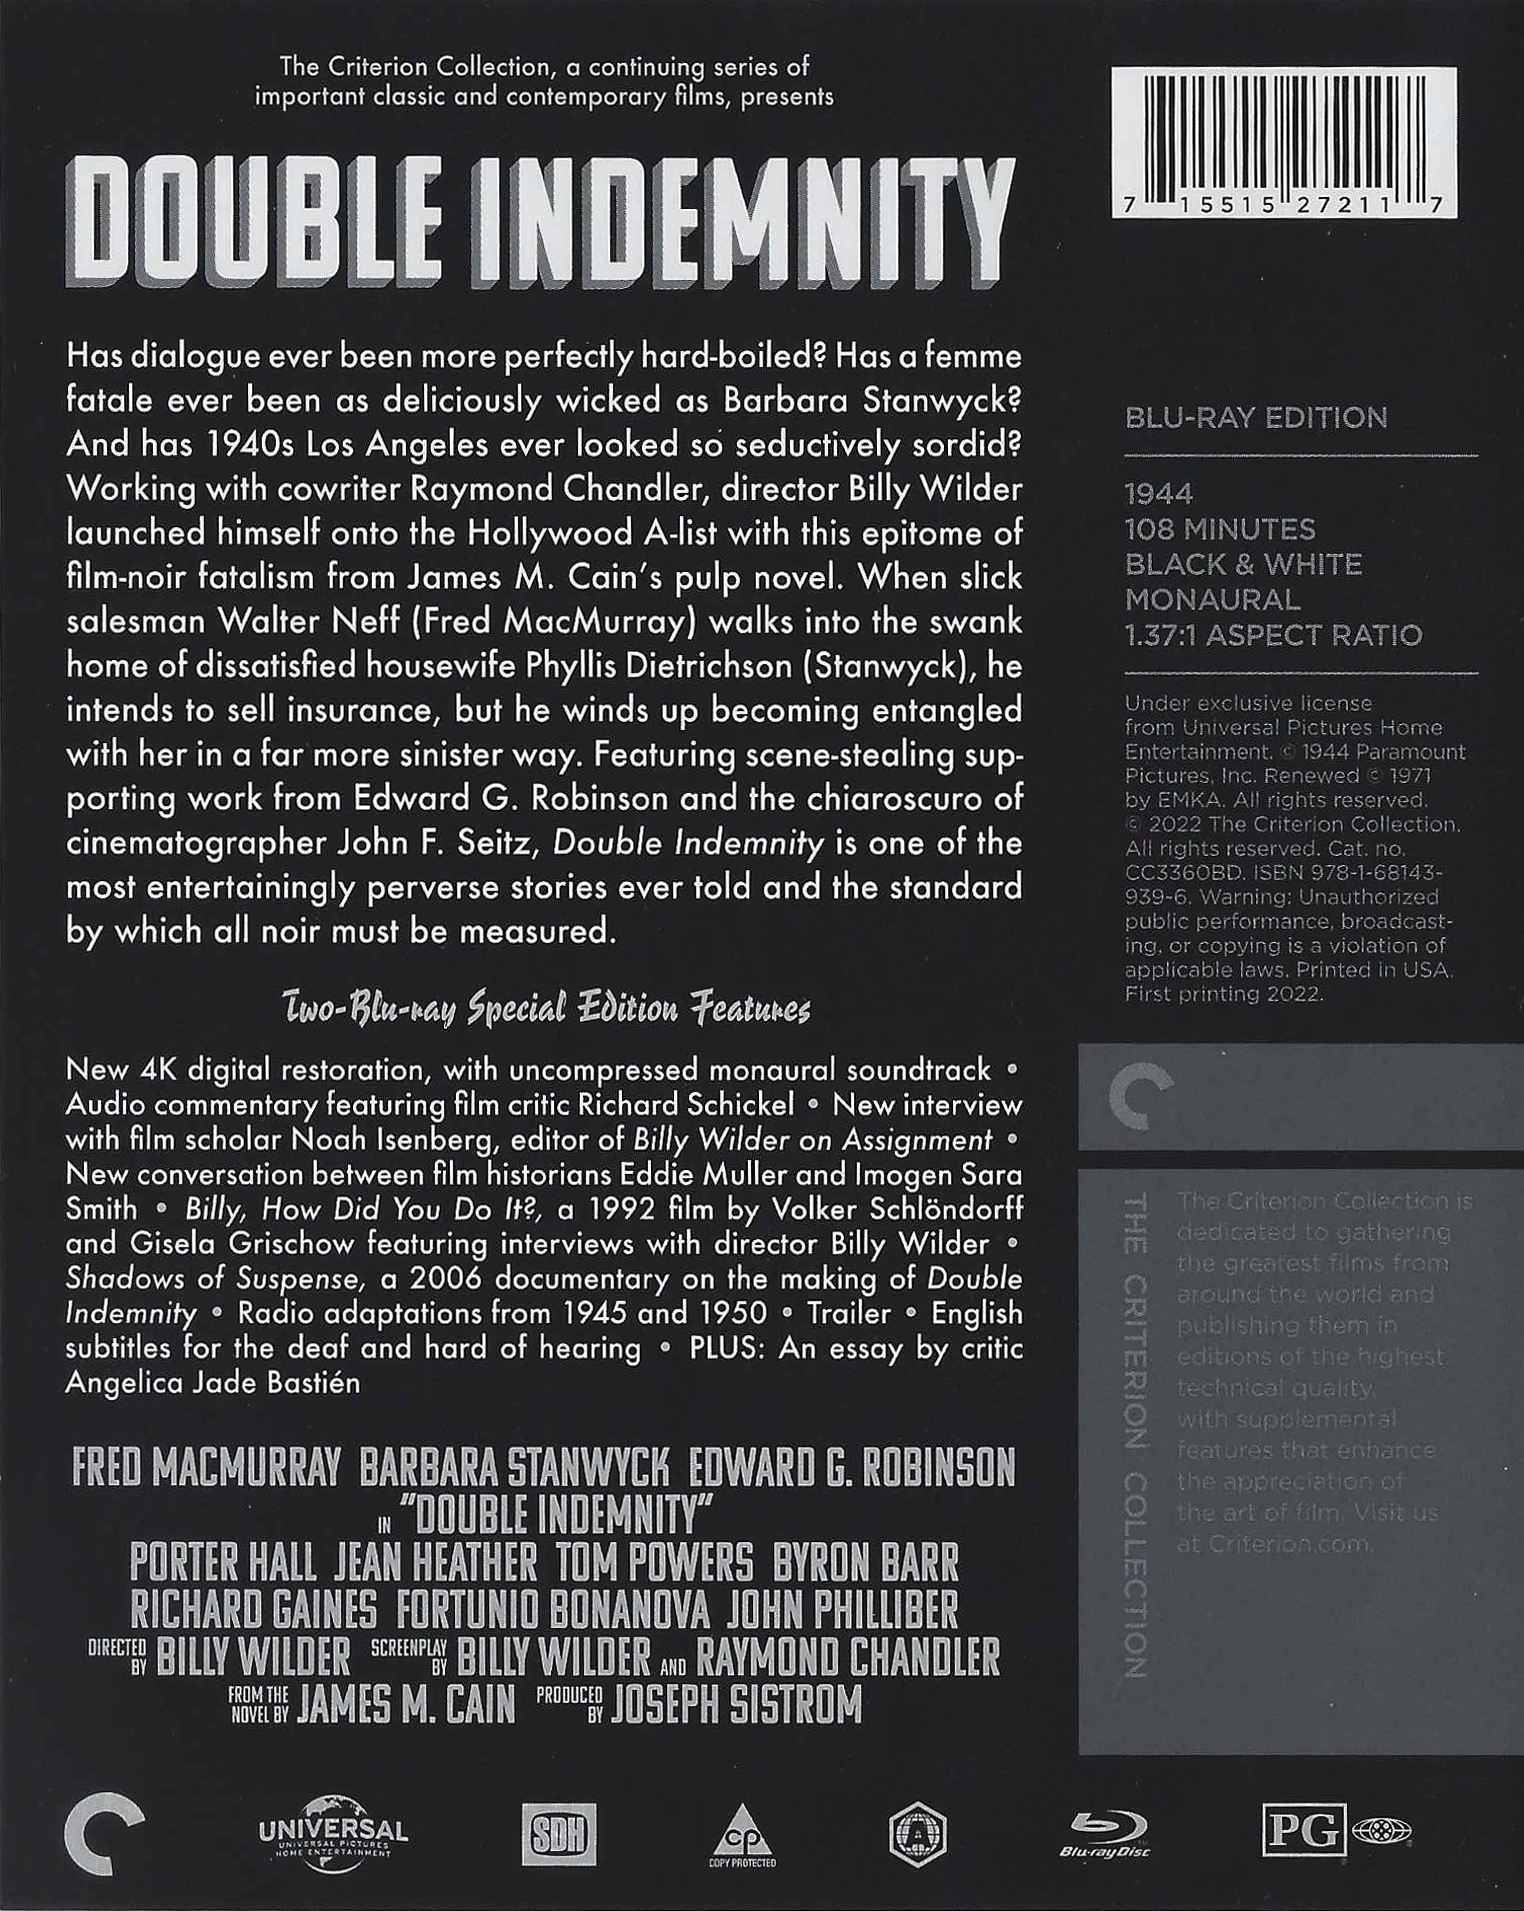 The Criterion Collection, a continuing series of
important classic and contemporary films, presents
DOUBLE INDEMNITY
Has dialogue ever been more perfectly hard-boiled? Has a femme
fatale ever been as deliciously wicked as Barbara Stanwyck?
And has 1940s Los Angeles ever looked so seductively sordid?
Working with cowriter Raymond Chandler, director Billy Wilder
launched himself onto the Hollywood A-list with this epitome of
film-noir fatalism from James M. Cain's pulp novel. When slick
salesman Walter Neff (Fred MacMurray) walks into the swank
home of dissatisfied housewife Phyllis Dietrichson (Stanwyck), he
intends to sell insurance, but he winds up becoming entangled
with her in a far more sinister way. Featuring scene-stealing sup-
porting work from Edward G. Robinson and the chiaroscuro of
cinematographer John F. Seitz, Double Indemnity is one of the
most entertainingly perverse stories ever told and the standard
by which all noir must be measured.
Two-Blu-ray Special Edition Features
New 4K digital restoration, with uncompressed monaural soundtrack •
Audio commentary featuring film critic Richard Schickel • New interview
with film scholar Noah Isenberg, editor of Billy Wilder on Assignment •
New conversation between film historians Eddie Muller and Imogen Sara
Smith • Billy, How Did You Do It?, a 1992 film by Volker Schlöndorff
and Gisela Grischow featuring interviews with director Billy Wilder •
Shadows of Suspense, a 2006 documentary on the making of Double
Indemnity • Radio adaptations from 1945 and 1950 • Trailer • English
subtitles for the deaf and hard of hearing • PLUS: An essay by critic
Angelica Jade Bastién
FRED MACMURRAY BARBARA STANWYCK EDWARD G. ROBINSON
IN "DOUBLE INDEMNITY"
PORTER HALL JEAN HEATHER TOM POWERS BYRON BARR
RICHARD GAINES FORTUNIO BONANOVA JOHN PHILLIBER
DIRECTED BY BILLY WILDER SCREENPLAY BY BILLY WILDER AND RAYMOND CHANDLER
FROM THE NOVEL BY JAMES M. CAIN PRODUCED BY JOSEPH SISTROM
7 15515 27211 7
BLU-RAY EDITION
1944
108 MINUTES
BLACK & WHITE
MONAURAL
1.37:1 ASPECT RATIO
Under exclusive license
from Universal Pictures Home
Entertainment. © 1944 Paramount
Pictures, Inc. Renewed © 1971
by EMKA. All rights reserved.
© 2022 The Criterion Collection.
All rights reserved. Cat. no.
CC3360BD. ISBN 978-1-68143-
939-6. Warning: Unauthorized
public performance, broadcast-
ing, or copying is a violation of
applicable laws. Printed in USA.
First printing 2022.
THE CRITERION COLLECTION
The Criterion Collection is
dedicated to gathering
the greatest films from
around the world and
publishing them in
editions of the highest
technical quality,
with supplemental
features that enhance
the appreciation of
the art of film. Visit us
at Criterion.com.
UNIVERSAL
UNIVERSAL PICTURES
HOME ENTERTAINMENT
SDH
CP
COPY PROTECTED
A
Blu-ray Disc
PG